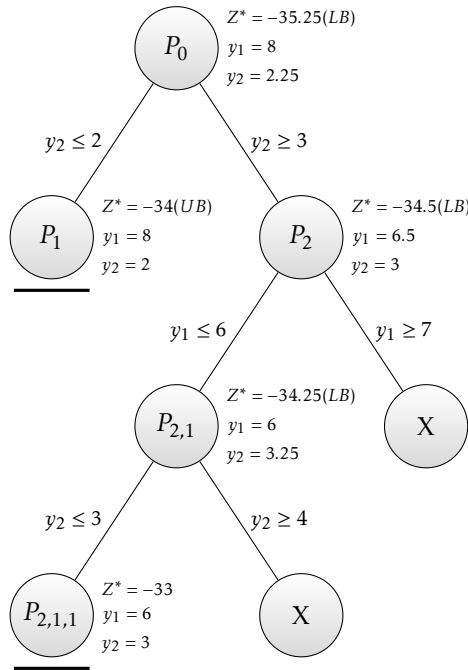 P₀
Z* = −35.25(LB)
y₁ = 8
y₂ = 2.25
y₂ ≤ 2
y₂ ≥ 3
P₁
Z* = −34(UB)
y₁ = 8
y₂ = 2
P₂
Z* = −34.5(LB)
y₁ = 6.5
y₂ = 3
y₁ ≤ 6
y₁ ≥ 7
P₂,₁
Z* = −34.25(LB)
y₁ = 6
y₂ = 3.25
X
y₂ ≤ 3
y₂ ≥ 4
P₂,₁,₁
Z* = −33
y₁ = 6
y₂ = 3
X